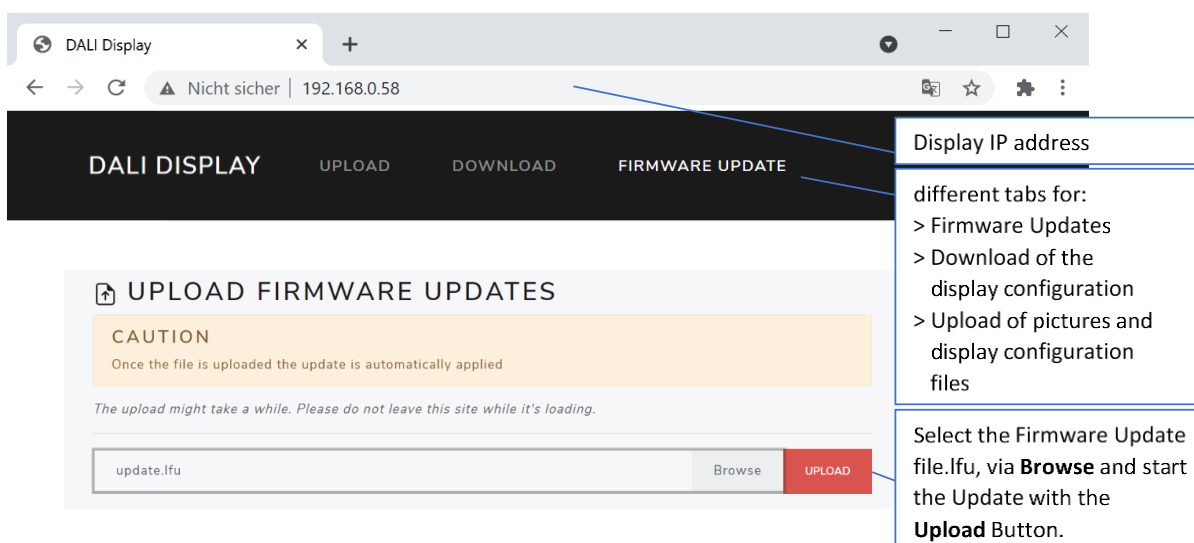 DALI Display
Nicht sicher | 192.168.0.58
Display IP address
DALI DISPLAY UPLOAD DOWNLOAD FIRMWARE UPDATE
different tabs for:
> Firmware Updates
> Download of the
display configuration
> Upload of pictures and
display configuration
files
UPLOAD FIRMWARE UPDATES
CAUTION
Once the file is uploaded the update is automatically applied
The upload might take a while. Please do not leave this site while it's loading.
update.lfu Browse UPLOAD
Select the Firmware Update
file.lfu, via Browse and start
the Update with the
Upload Button.